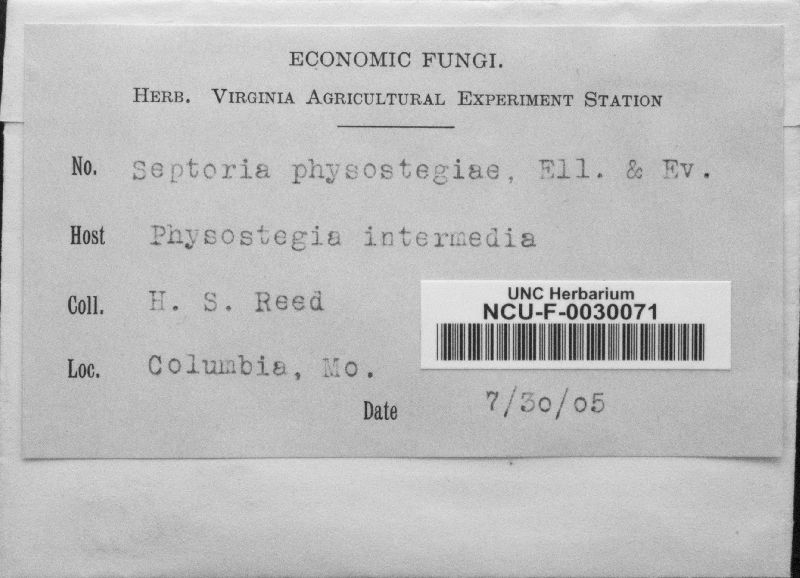 ECONOMIC FUNGI.
HERB. VIRGINIA AGRICULTURAL EXPERIMENT STATION
No. Septoria physostegiae, Ell. & Ev.
Host Physostegia intermedia
Coll. H. S. Reed
UNC Herbarium
NCU-F-0030071
Loc. Columbia, Mo.
Date 7/30/05